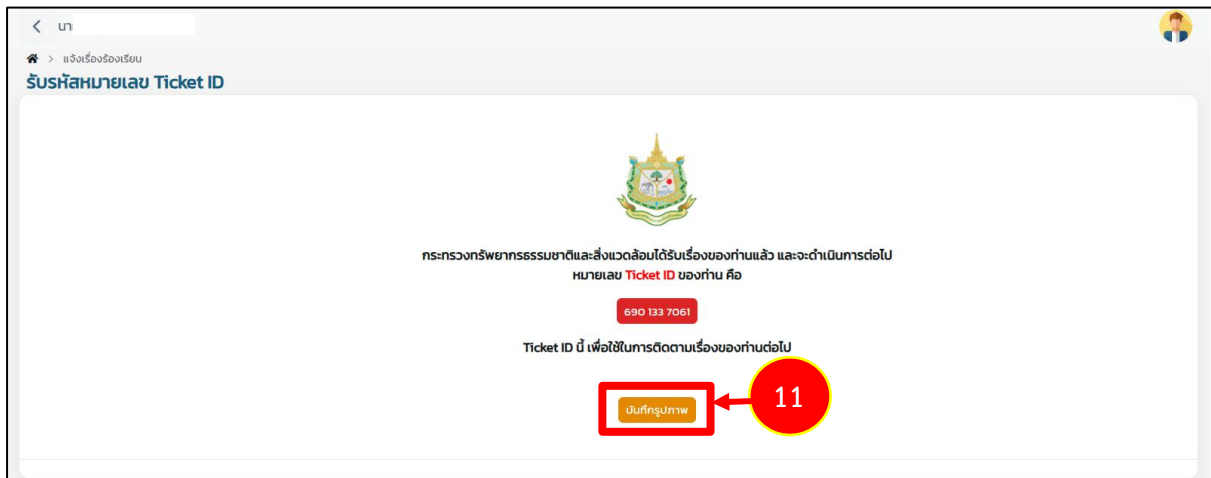 แจ้งเรื่องร้องเรียน
รับรหัสหมายเลข Ticket ID
กระทรวงทรัพยากรธรรมชาติและสิ่งแวดล้อมได้รับเรื่องของท่านแล้ว และจะดำเนินการต่อไป
หมายเลข Ticket ID ของท่าน คือ
690 133 7061
Ticket ID นี้ เพื่อใช้ในการติดตามเรื่องของท่านต่อไป
บันทึกรูปภาพ
11